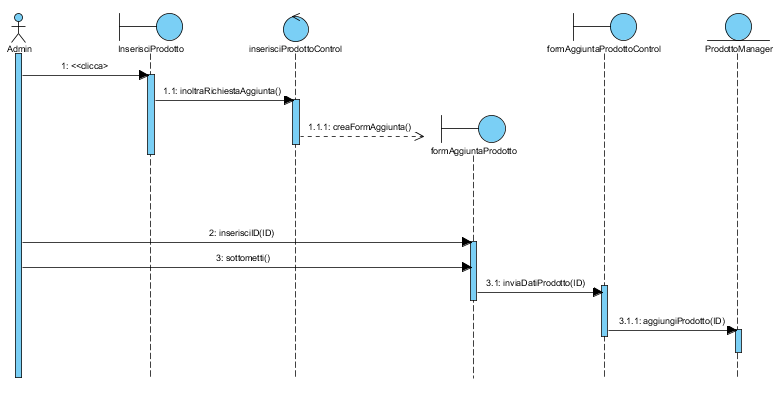 Admin
InserisciProdotto
inserisciProdottoControl
formAggiuntaProdottoControl
ProdottoManager
1: <<clicca>
1.1: inoltraRichiestaAggiunta()
1.1.1: creaFormAggiunta()
formAggiuntaProdotto
2: inserisciID(ID)
3: sottometti()
3.1: inviaDatiProdotto(ID)
3.1.1: aggiungiProdotto(ID)